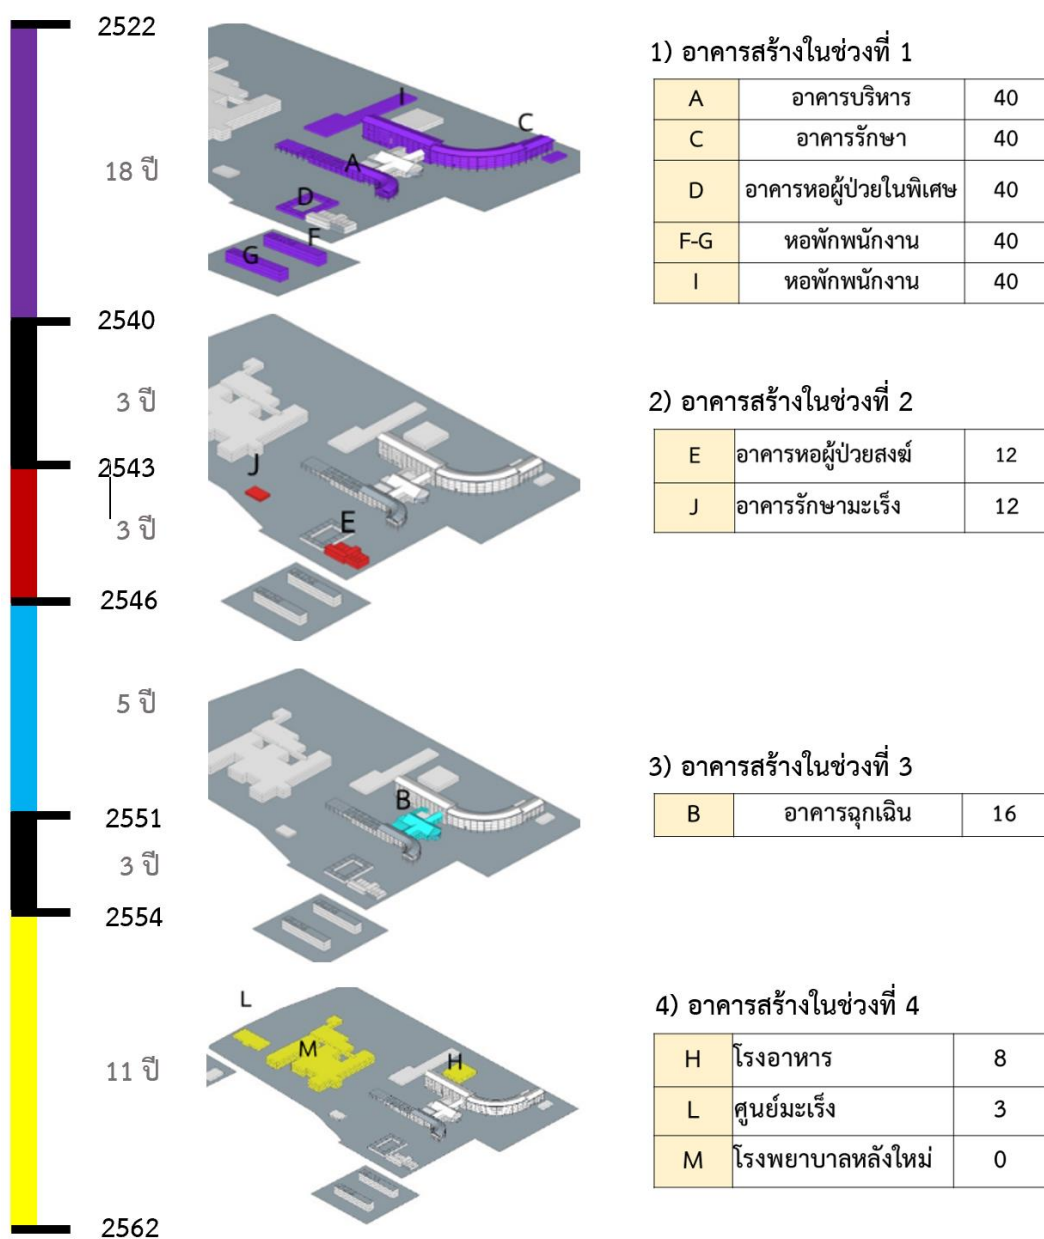 2522
18 ปี
2540
3 ปี
2543
3 ปี
2546
5 ปี
2551
3 ปี
2554
11 ปี
2562
I
C
A
D
F
G
1) อาคารสร้างในช่วงที่ 1
A อาคารบริหาร 40
C อาคารรักษา 40
D อาคารหอผู้ป่วยในพิเศษ 40
F-G หอพักพนักงาน 40
I หอพักพนักงาน 40
J
E
2) อาคารสร้างในช่วงที่ 2
E อาคารหอผู้ป่วยสงฆ์ 12
J อาคารรักษามะเร็ง 12
B
3) อาคารสร้างในช่วงที่ 3
B อาคารฉุกเฉิน 16
L
M
H
4) อาคารสร้างในช่วงที่ 4
H โรงอาหาร 8
L ศูนย์มะเร็ง 3
M โรงพยาบาลหลังใหม่ 0